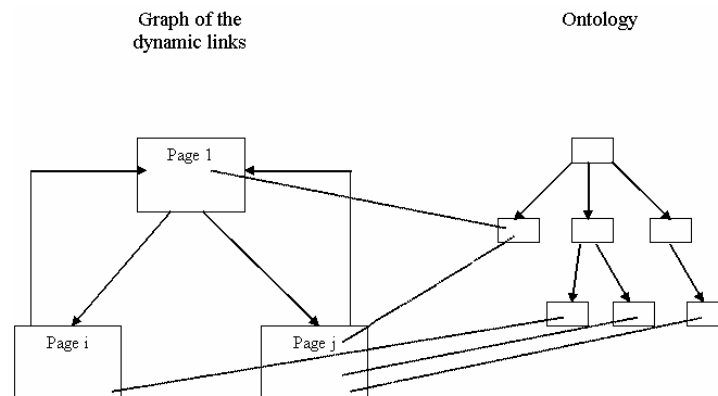 Graph of the
dynamic links
Ontology
Page 1
Page i
Page j